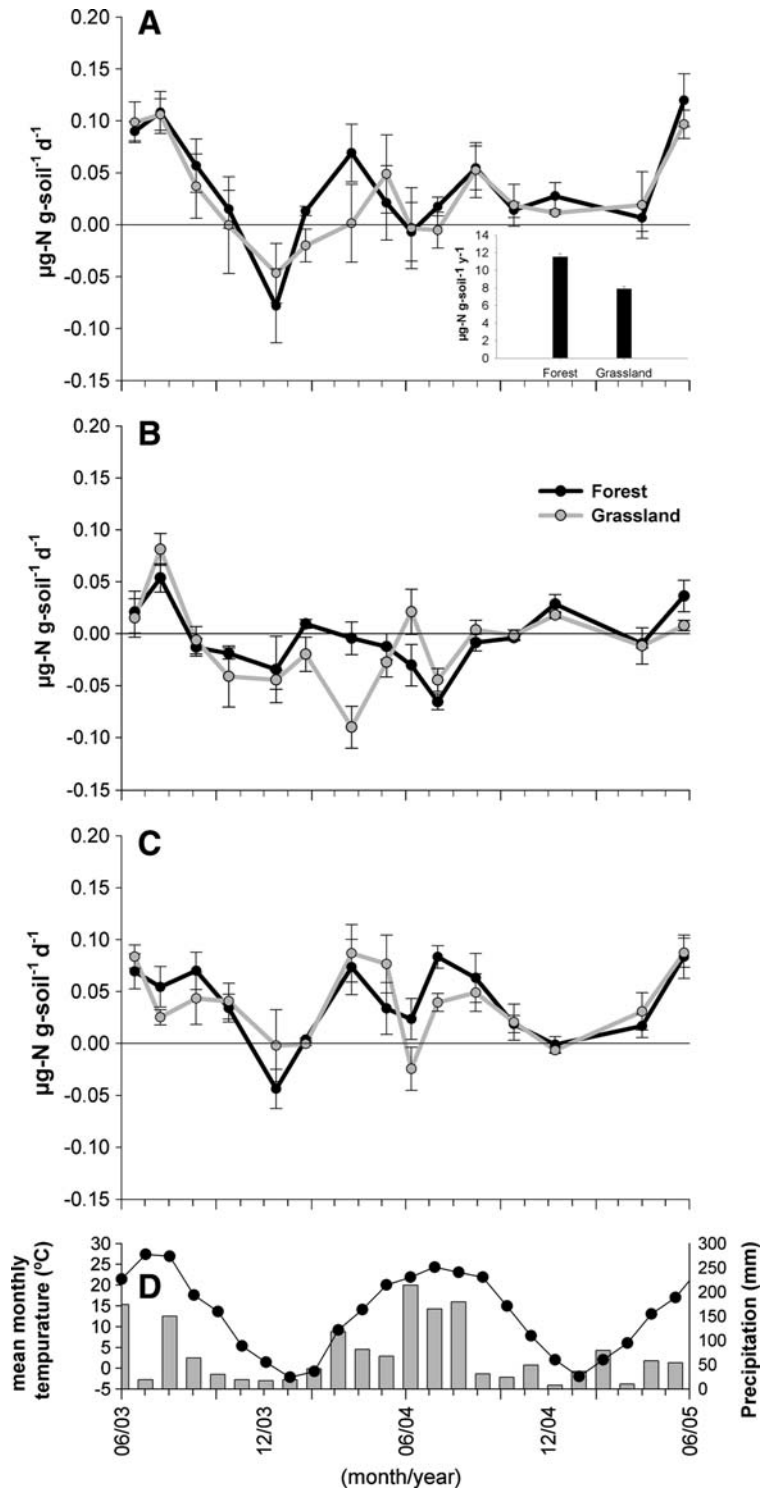 A
0.20
0.15
0.10
0.05
0.00
-0.05
-0.10
-0.15
µg-N g-soil-1 d-1
µg-N g-soil-1 y-1
14
12
10
8
6
4
2
0
Forest Grassland
B
0.20
0.15
0.10
0.05
0.00
-0.05
-0.10
-0.15
µg-N g-soil-1 d-1
Forest
Grassland
C
0.20
0.15
0.10
0.05
0.00
-0.05
-0.10
-0.15
µg-N g-soil-1 d-1
D
mean monthly
tempurature (ºC)
30
25
20
15
10
5
0
-5
300
250
200
150
100
50
0
Precipitation (mm)
06/03 12/03 06/04 12/04 06/05
(month/year)